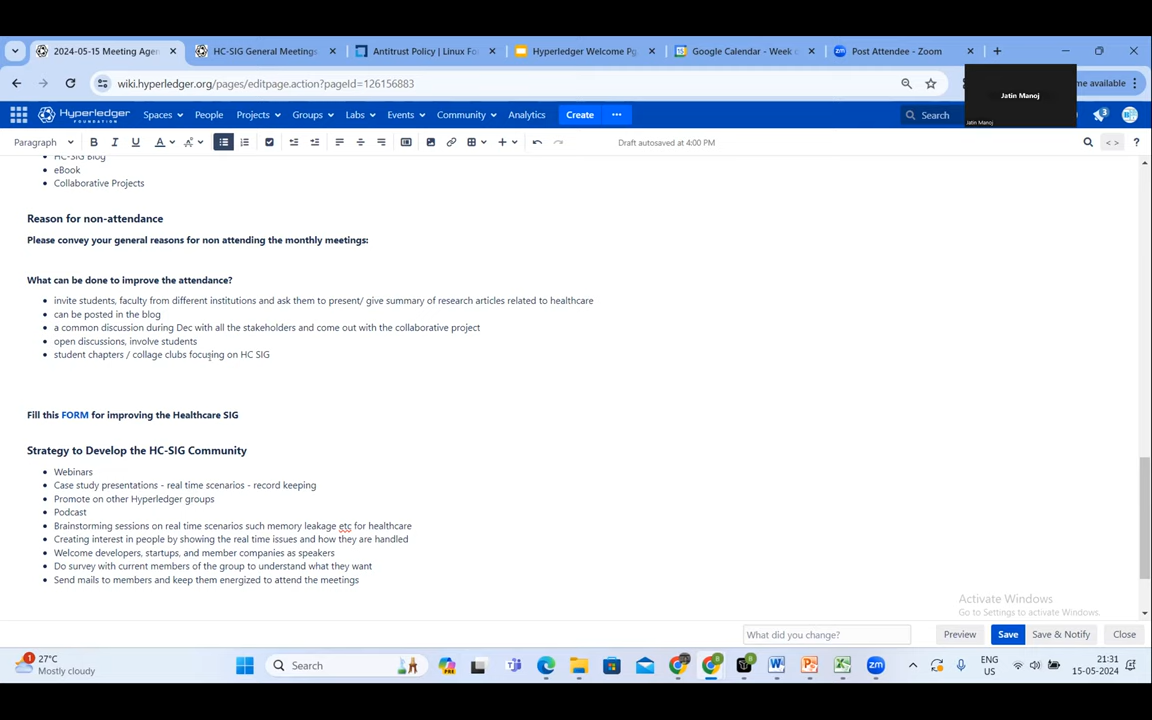 2024-05-15 Meeting Agen
HC-SIG General Meetings
Antitrust Policy | Linux Fo
Hyperledger Welcome Pg
Google Calendar - Week
Post Attendee - Zoom
wiki.hyperledger.org/pages/editpage.action?pageId=126156883
me available
Jatin Manoj
Jatin Manoj
HYPERLEDGER
FOUNDATION
Spaces
People
Projects
Groups
Labs
Events
Community
Analytics
Create
Search
3
Paragraph
B
I
U
A
Draft autosaved at 4:00 PM
< >
?
HC-SIG Blog
eBook
Collaborative Projects
Reason for non-attendance
Please convey your general reasons for non attending the monthly meetings:
What can be done to improve the attendance?
invite students, faculty from different institutions and ask them to present/ give summary of research articles related to healthcare
can be posted in the blog
a common discussion during Dec with all the stakeholders and come out with the collaborative project
open discussions, involve students
student chapters / collage clubs focusing on HC SIG
Fill this FORM for improving the Healthcare SIG
Strategy to Develop the HC-SIG Community
Webinars
Case study presentations - real time scenarios - record keeping
Promote on other Hyperledger groups
Podcast
Brainstorming sessions on real time scenarios such memory leakage etc for healthcare
Creating interest in people by showing the real time issues and how they are handled
Welcome developers, startups, and member companies as speakers
Do survey with current members of the group to understand what they want
Send mails to members and keep them energized to attend the meetings
Activate Windows
Go to Settings to activate Windows.
What did you change?
Preview
Save
Save & Notify
Close
1
27°C
Mostly cloudy
Search
zm
ENG
US
21:31
15-05-2024